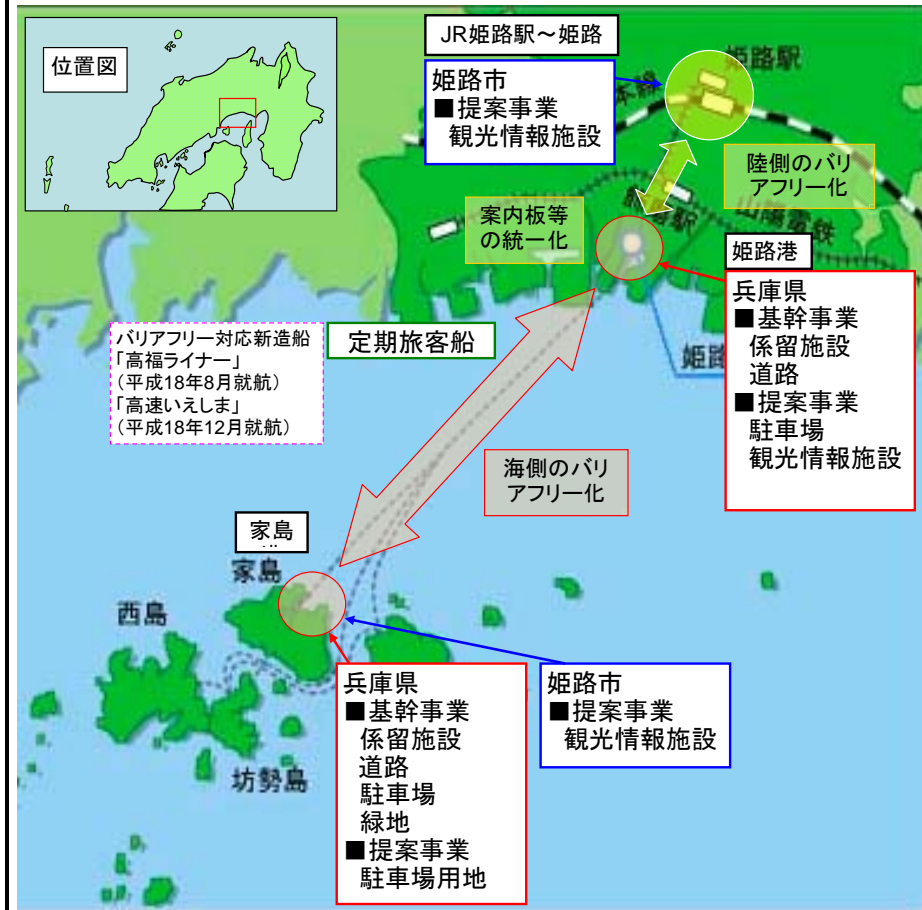 位置図
JR姫路駅～姫路
姫路市
■提案事業
観光情報施設
姫路駅
本線
陸側のバリ
アフリー化
案内板等
の統一化
山陽電鉄
姫路港
兵庫県
■基幹事業
係留施設
道路
■提案事業
駐車場
観光情報施設
バリアフリー対応新造船
「高福ライナー」
（平成18年8月就航）
「高速いえしま」
（平成18年12月就航）
定期旅客船
海側のバリ
アフリー化
家島
家島
西島
坊勢島
兵庫県
■基幹事業
係留施設
道路
駐車場
緑地
■提案事業
駐車場用地
姫路市
■提案事業
観光情報施設